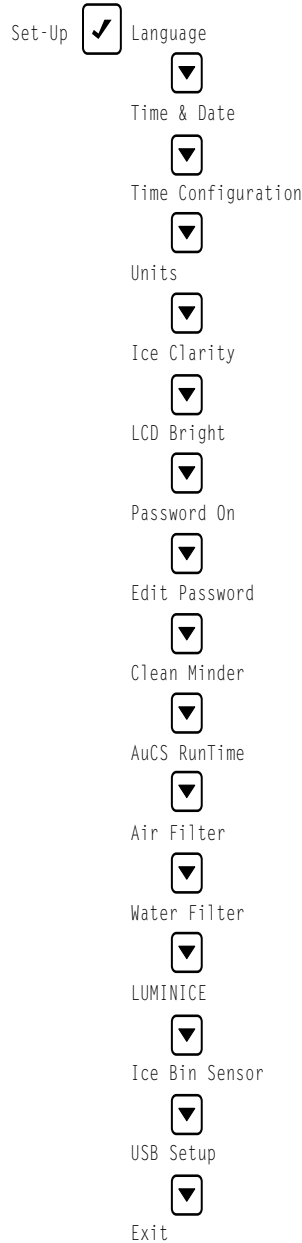 Set-Up Language
Time & Date
Time Configuration
Units
Ice Clarity
LCD Bright
Password On
Edit Password
Clean Minder
AuCS RunTime
Air Filter
Water Filter
LUMINICE
Ice Bin Sensor
USB Setup
Exit